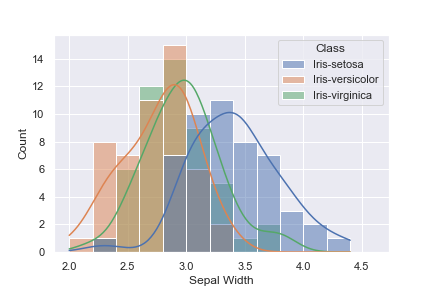 Class
Iris-setosa
Iris-versicolor
Iris-virginica
14
12
10
8
6
4
2
0
Count
2.0 2.5 3.0 3.5 4.0 4.5
Sepal Width